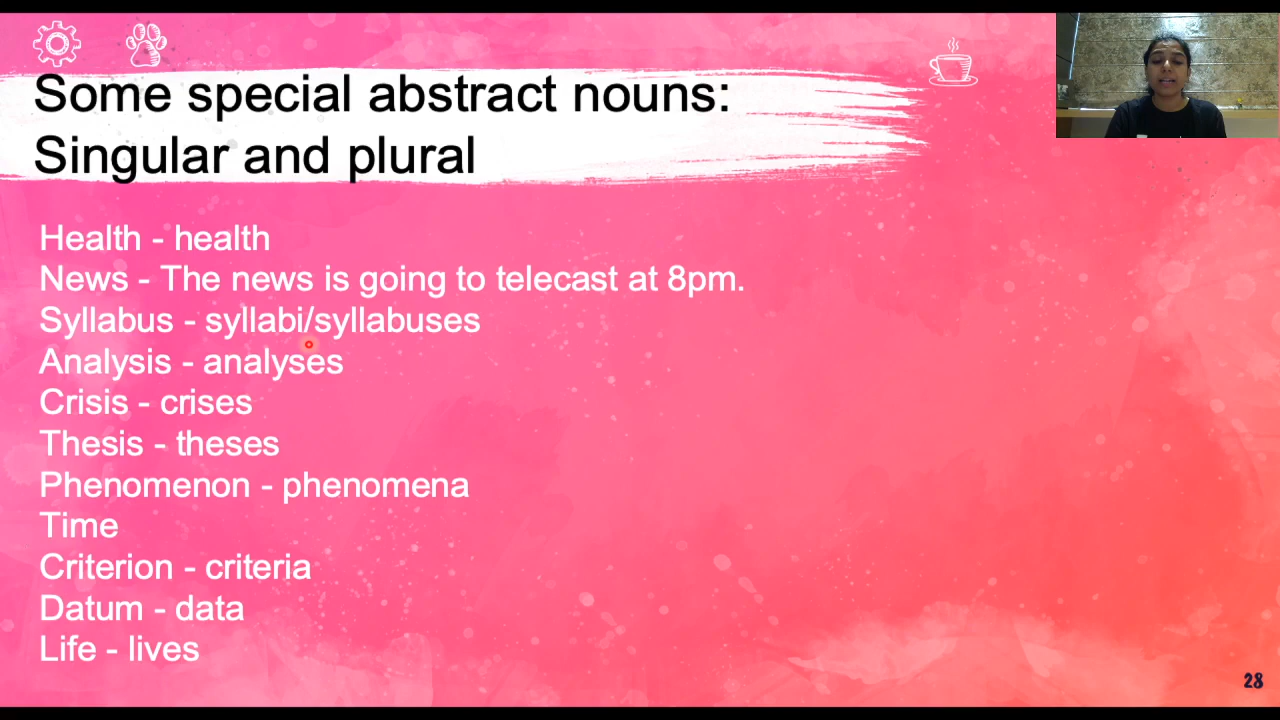 Some special abstract nouns:
Singular and plural
Health - health
News - The news is going to telecast at 8pm.
Syllabus - syllabi/syllabuses
Analysis - analyses
Crisis - crises
Thesis - theses
Phenomenon - phenomena
Time
Criterion - criteria
Datum - data
Life - lives
28